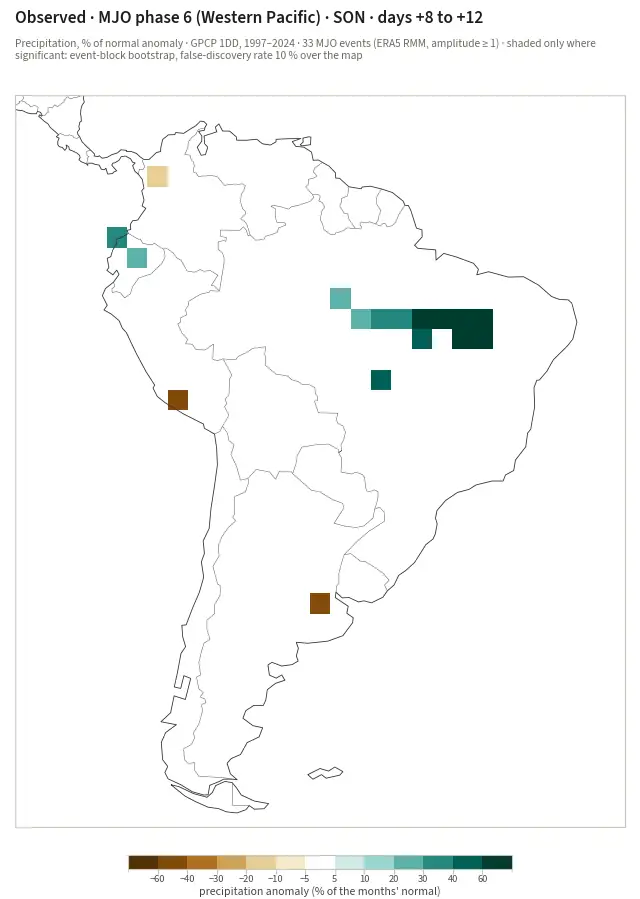 Observed · MJO phase 6 (Western Pacific) · SON · days +8 to +12
Precipitation, % of normal anomaly · GPCP 1DD, 1997–2024 · 33 MJO events (ERA5 RMM, amplitude ≥ 1) · shaded only where
significant: event-block bootstrap, false-discovery rate 10 % over the map
−60 −40 −30 −20 −10 −5 5 10 20 30 40 60
precipitation anomaly (% of the months' normal)